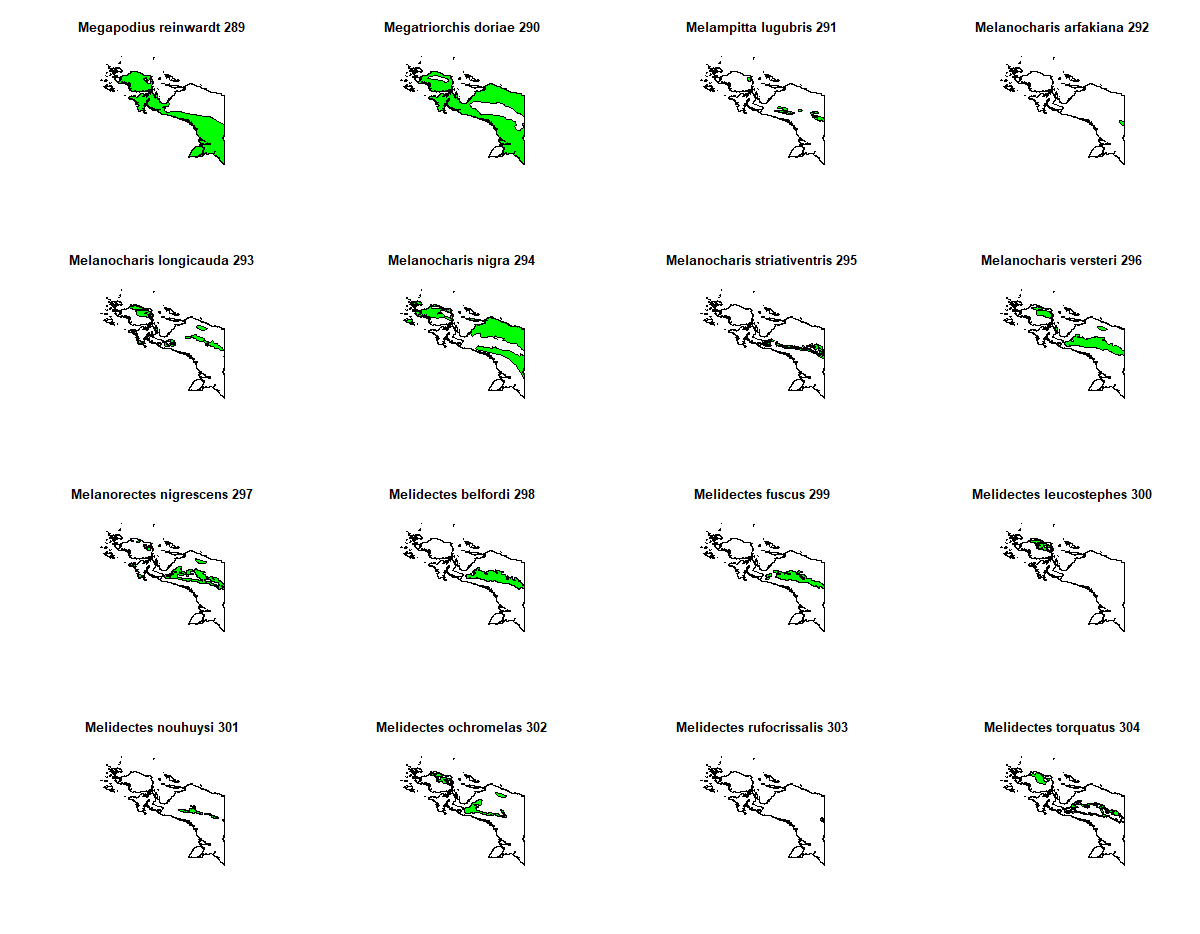 Megapodius reinwardt 289
Megatriorchis doriae 290
Melampitta lugubris 291
Melanocharis arfakiana 292
Melanocharis longicauda 293
Melanocharis nigra 294
Melanocharis striativentris 295
Melanocharis versteri 296
Melanorectes nigrescens 297
Melidectes belfordi 298
Melidectes fuscus 299
Melidectes leucostephes 300
Melidectes nouhuysi 301
Melidectes ochromelas 302
Melidectes rufocrissalis 303
Melidectes torquatus 304